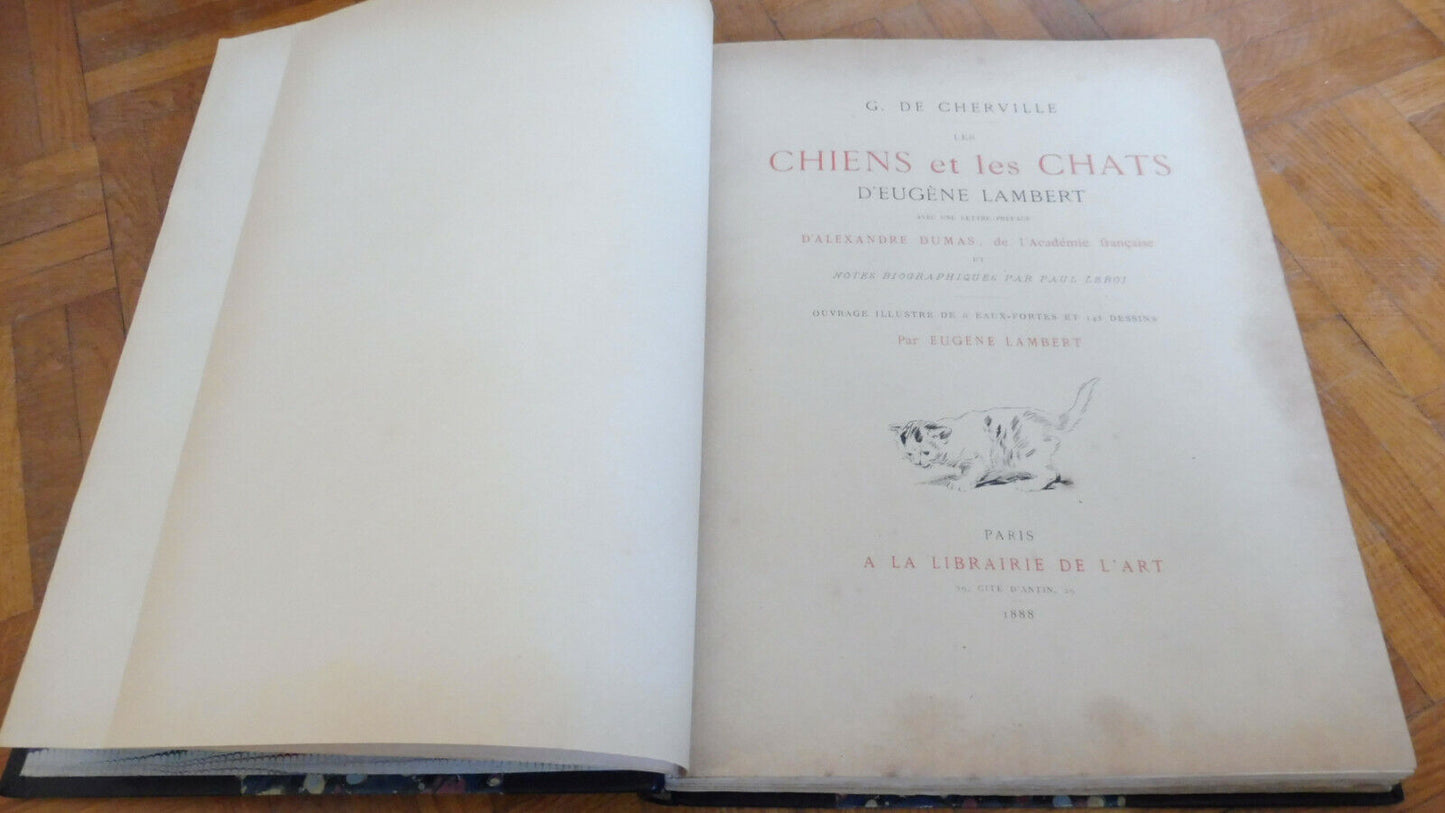 G. DE CHERVILLE
LES
CHIENS et les CHATS
D'EUGÈNE LAMBERT
AVEC UNE LETTRE PRÉFACE
D'ALEXANDRE DUMAS, de l'Académie française
ET
NOTES BIOGRAPHIQUES PAR PAUL LEROI
OUVRAGE ILLUSTRÉ DE 6 EAUX-FORTES ET 145 DESSINS
Par EUGÈNE LAMBERT
PARIS
A LA LIBRAIRIE DE L'ART
29, CITÉ D'ANTIN, 29
1888